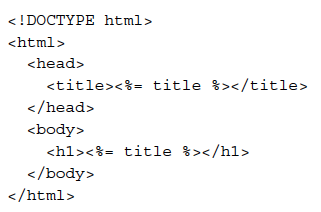 <!DOCTYPE html>
<html>
  <head>
    <title><%= title %></title>
  </head>
  <body>
    <h1><%= title %></h1>
  </body>
</html>